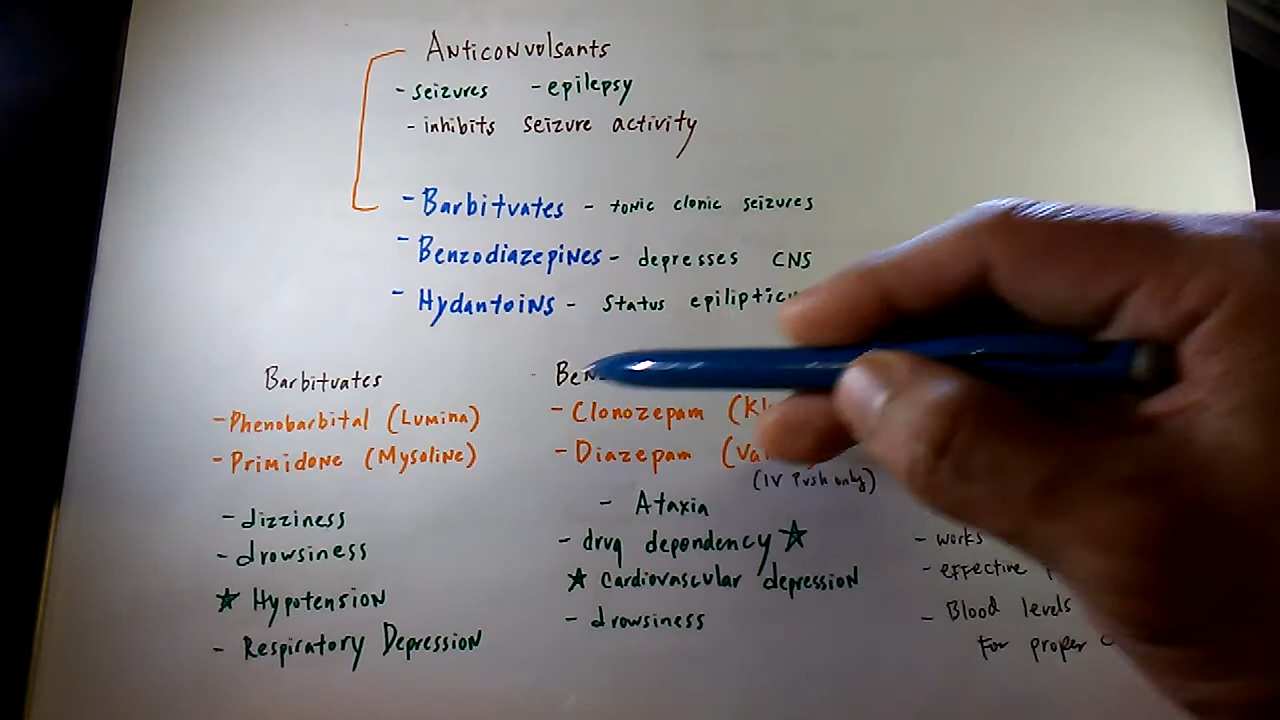 Anticonvulsants
- seizures - epilepsy
- inhibits seizure activity
- Barbituates - tonic clonic seizures
- Benzodiazepines - depresses CNS
- Hydantoins - Status
Barbituates
- Phenobarbital (Lumina)
- Primidone (Mysoline)
- dizziness
- drowsiness
★ Hypotension
- Respiratory Depression
- Clonozepam
- Diazepam
(IV Push only)
- Ataxia
- drug dependency ★
★ Cardiovascular depression
- drowsiness
- works
- effective
- Blood levels
For proper